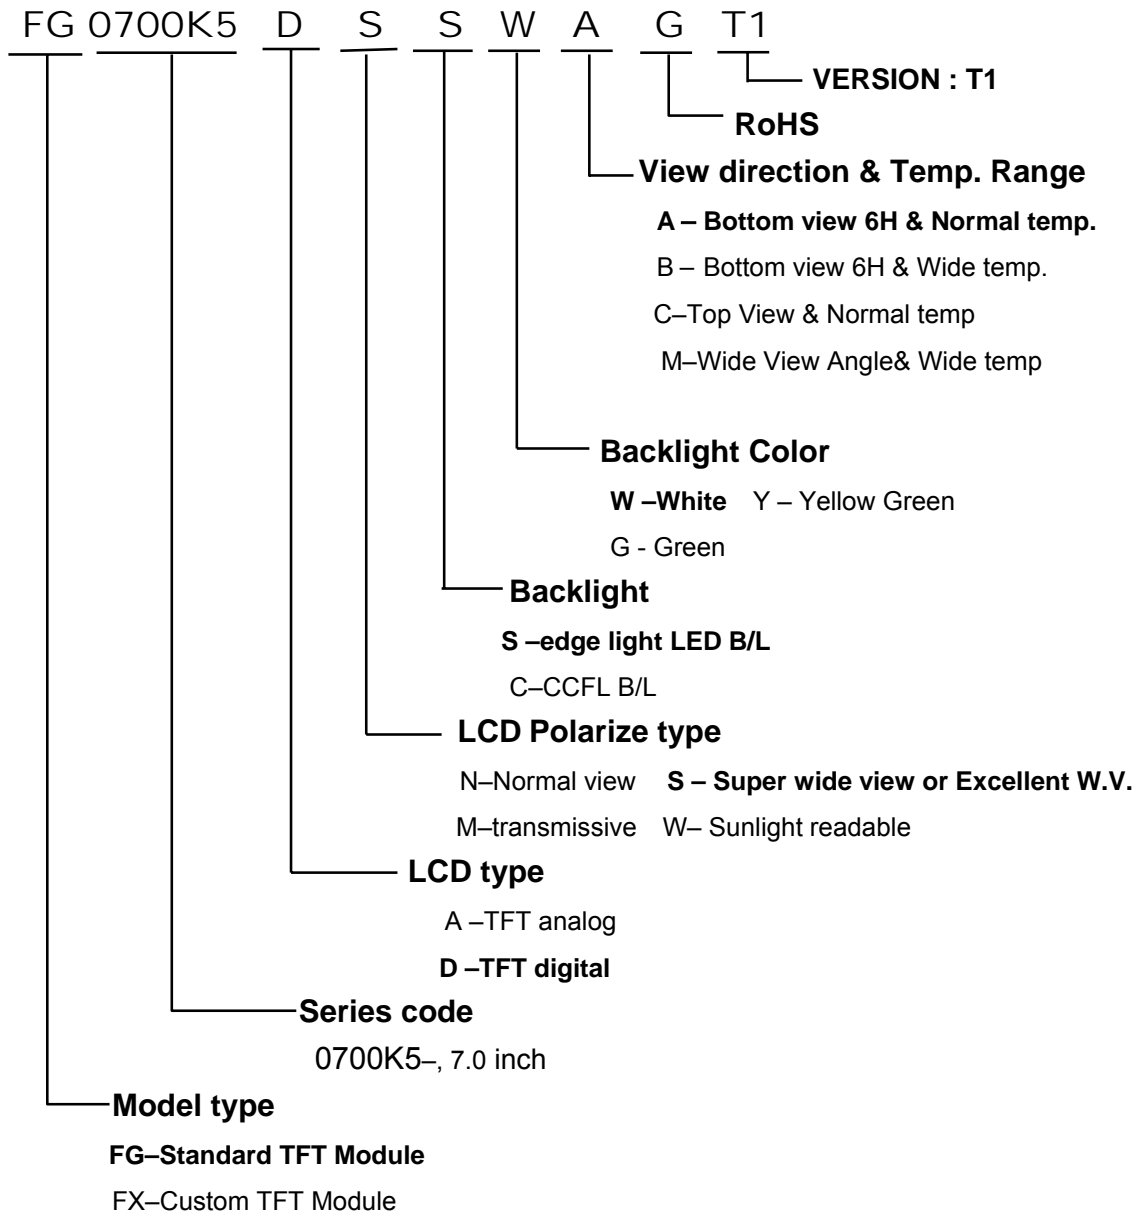 FG 0700K5 D S S W A G T1
VERSION : T1
RoHS
View direction & Temp. Range
A – Bottom view 6H & Normal temp.
B – Bottom view 6H & Wide temp.
C–Top View & Normal temp
M–Wide View Angle& Wide temp
Backlight Color
W –White Y – Yellow Green
G - Green
Backlight
S –edge light LED B/L
C–CCFL B/L
LCD Polarize type
N–Normal view S – Super wide view or Excellent W.V.
M–transmissive W– Sunlight readable
LCD type
A –TFT analog
D –TFT digital
Series code
0700K5–, 7.0 inch
Model type
FG–Standard TFT Module
FX–Custom TFT Module